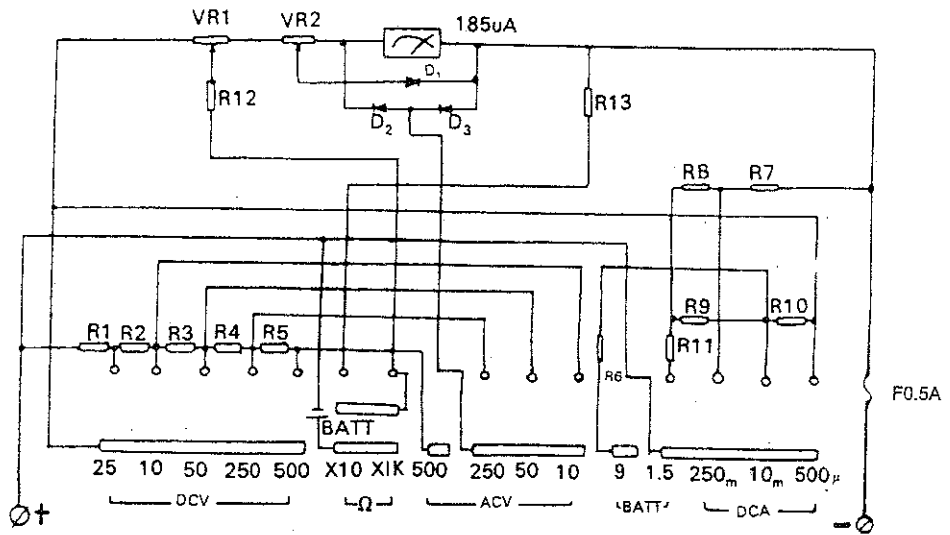 VR1 VR2 185uA
D₁
R12 R13
D₂ D₃
R8 R7
R1 R2 R3 R4 R5 R9 R10
R11
R6
F0.5A
BATT
25 10 50 250 500 X10 X1K 500 250 50 10 9 1.5 250m 10m 500µ
DCV Ω ACV BATT DCA
+ −